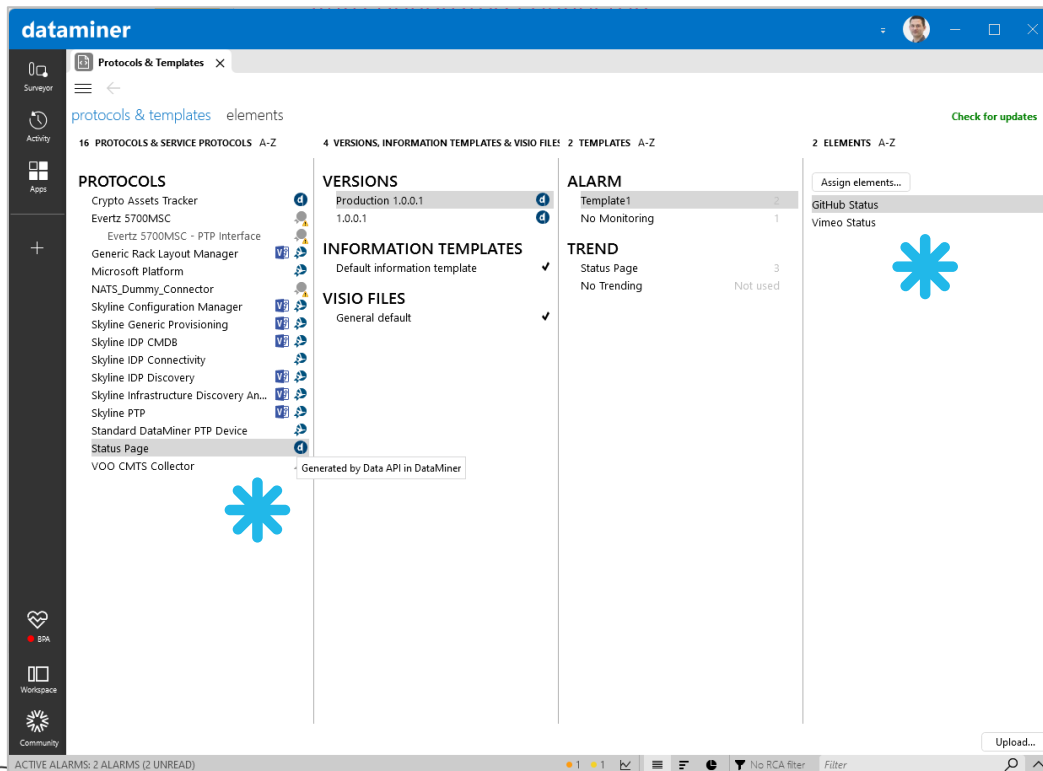 dataminer
Protocols & Templates
Surveyor
Activity
Apps
BPA
Workspace
Community
protocols & templates elements
Check for updates
16 PROTOCOLS & SERVICE PROTOCOLS A-Z
PROTOCOLS
Crypto Assets Tracker
Evertz 5700MSC
Evertz 5700MSC - PTP Interface
Generic Rack Layout Manager
Microsoft Platform
NATS_Dummy_Connector
Skyline Configuration Manager
Skyline Generic Provisioning
Skyline IDP CMDB
Skyline IDP Connectivity
Skyline IDP Discovery
Skyline Infrastructure Discovery An...
Skyline PTP
Standard DataMiner PTP Device
Status Page
VOO CMTS Collector
Generated by Data API in DataMiner
4 VERSIONS, INFORMATION TEMPLATES & VISIO FILES
VERSIONS
Production 1.0.0.1
1.0.0.1
INFORMATION TEMPLATES
Default information template
VISIO FILES
General default
2 TEMPLATES A-Z
ALARM
Template1 2
No Monitoring 1
TREND
Status Page 3
No Trending Not used
2 ELEMENTS A-Z
Assign elements...
GitHub Status
Vimeo Status
Upload...
ACTIVE ALARMS: 2 ALARMS (2 UNREAD)
1 1 No RCA filter Filter